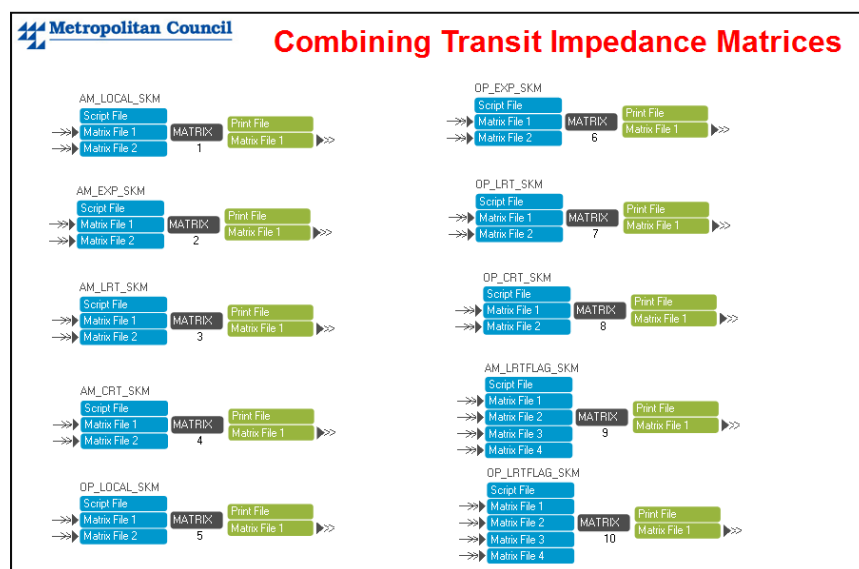 Metropolitan Council
Combining Transit Impedance Matrices
AM_LOCAL_SKM
Script File
Matrix File 1
Matrix File 2
MATRIX
1
Print File
Matrix File 1
AM_EXP_SKM
Script File
Matrix File 1
Matrix File 2
MATRIX
2
Print File
Matrix File 1
AM_LRT_SKM
Script File
Matrix File 1
Matrix File 2
MATRIX
3
Print File
Matrix File 1
AM_CRT_SKM
Script File
Matrix File 1
Matrix File 2
MATRIX
4
Print File
Matrix File 1
OP_LOCAL_SKM
Script File
Matrix File 1
Matrix File 2
MATRIX
5
Print File
Matrix File 1
OP_EXP_SKM
Script File
Matrix File 1
Matrix File 2
MATRIX
6
Print File
Matrix File 1
OP_LRT_SKM
Script File
Matrix File 1
Matrix File 2
MATRIX
7
Print File
Matrix File 1
OP_CRT_SKM
Script File
Matrix File 1
Matrix File 2
MATRIX
8
Print File
Matrix File 1
AM_LRTFLAG_SKM
Script File
Matrix File 1
Matrix File 2
Matrix File 3
Matrix File 4
MATRIX
9
Print File
Matrix File 1
OP_LRTFLAG_SKM
Script File
Matrix File 1
Matrix File 2
Matrix File 3
Matrix File 4
MATRIX
10
Print File
Matrix File 1